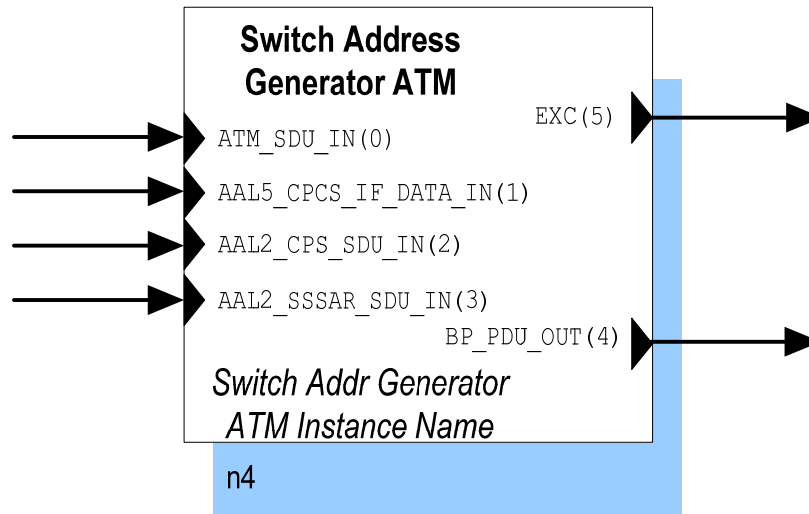 Switch Address
Generator ATM
EXC(5)
ATM_SDU_IN(0)
AAL5_CPCS_IF_DATA_IN(1)
AAL2_CPS_SDU_IN(2)
AAL2_SSSAR_SDU_IN(3)
BP_PDU_OUT(4)
Switch Addr Generator
ATM Instance Name
n4